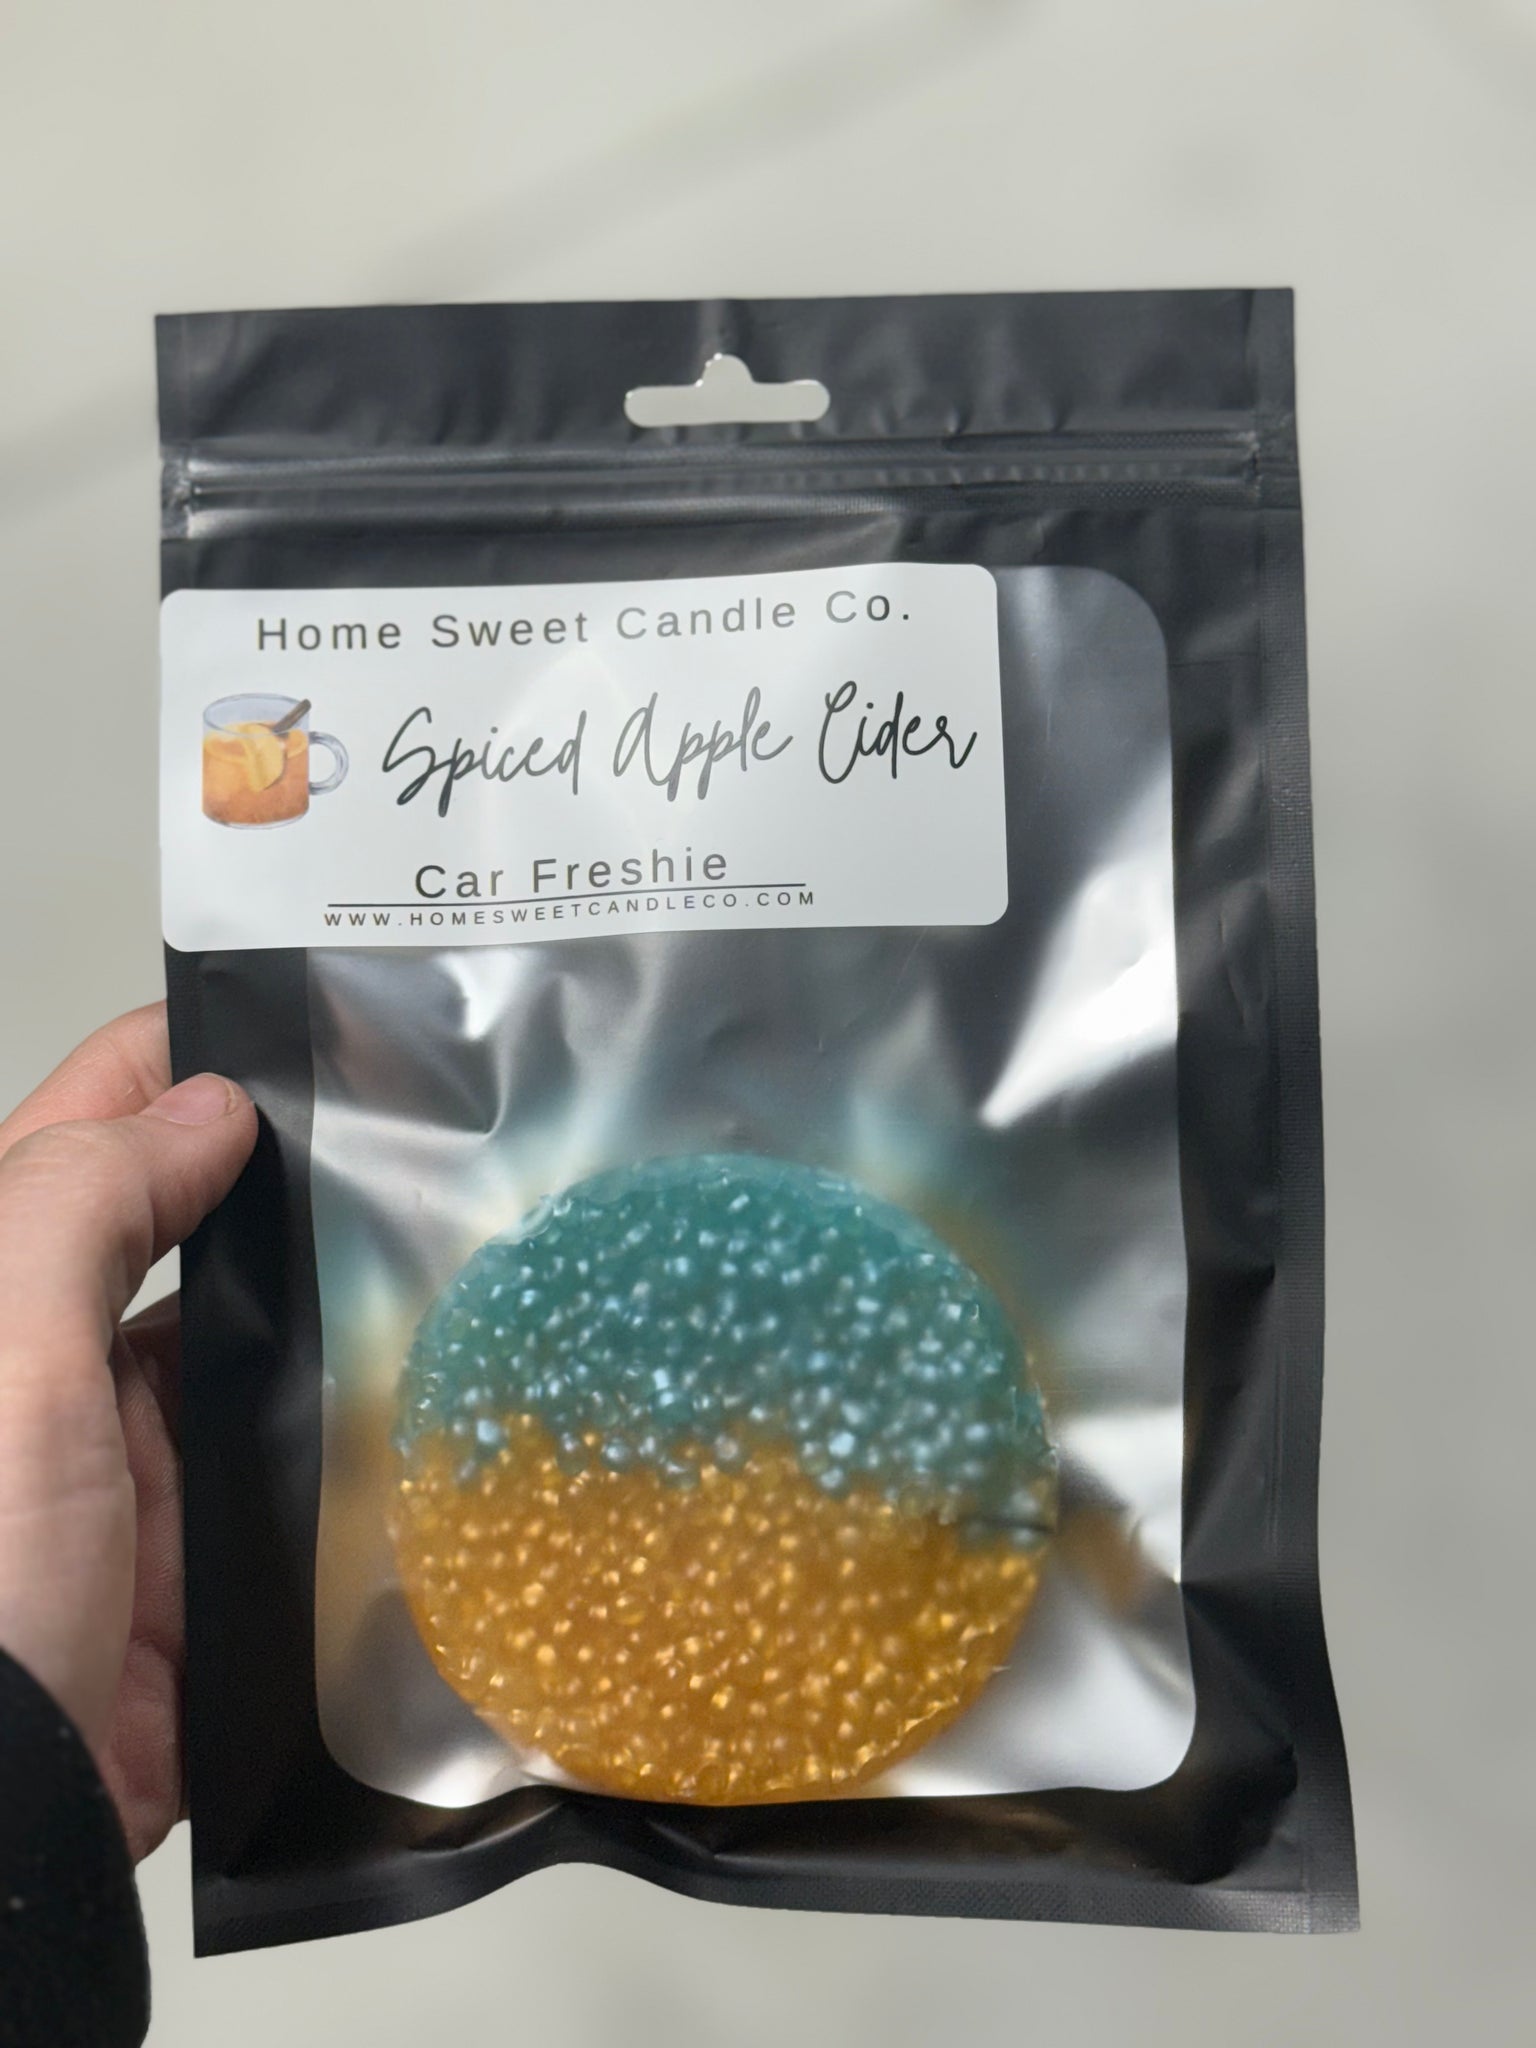 Home Sweet Candle Co.
Spiced Apple Cider
Car Freshie
WWW.HOMESWEETCANDLECO.COM